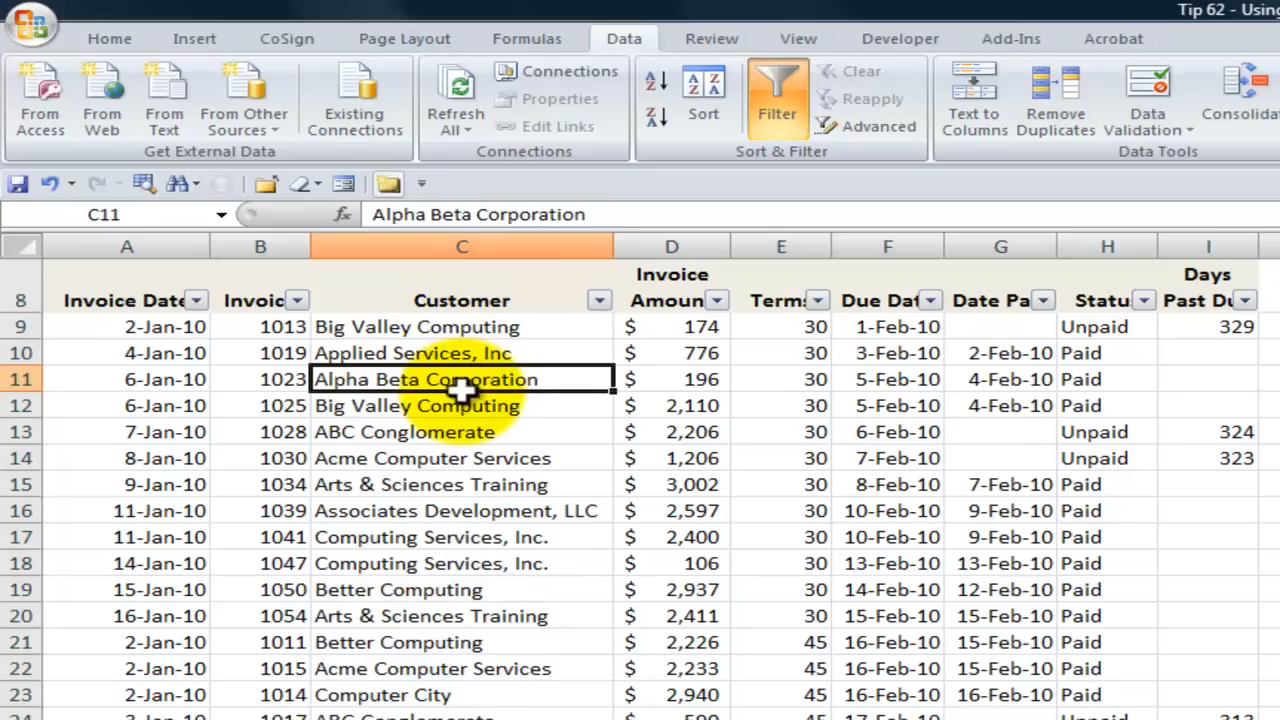 Tip 62 - Using
Home Insert CoSign Page Layout Formulas Data Review View Developer Add-Ins Acrobat
From Access
From Web
From Text
From Other Sources
Existing Connections
Get External Data
Refresh All
Connections
Properties
Edit Links
Connections
Sort
Filter
Clear
Reapply
Advanced
Sort & Filter
Text to Columns
Remove Duplicates
Data Validation
Consolida
Data Tools
C11 fx Alpha Beta Corporation
A B C D E F G H I
8 Invoice Date Invoic Customer Invoice Amoun Terms Due Dat Date Pa Statu Days Past Du
9 2-Jan-10 1013 Big Valley Computing $ 174 30 1-Feb-10 Unpaid 329
10 4-Jan-10 1019 Applied Services, Inc $ 776 30 3-Feb-10 2-Feb-10 Paid
11 6-Jan-10 1023 Alpha Beta Corporation $ 196 30 5-Feb-10 4-Feb-10 Paid
12 6-Jan-10 1025 Big Valley Computing $ 2,110 30 5-Feb-10 4-Feb-10 Paid
13 7-Jan-10 1028 ABC Conglomerate $ 2,206 30 6-Feb-10 Unpaid 324
14 8-Jan-10 1030 Acme Computer Services $ 1,206 30 7-Feb-10 Unpaid 323
15 9-Jan-10 1034 Arts & Sciences Training $ 3,002 30 8-Feb-10 7-Feb-10 Paid
16 11-Jan-10 1039 Associates Development, LLC $ 2,597 30 10-Feb-10 9-Feb-10 Paid
17 11-Jan-10 1041 Computing Services, Inc. $ 2,400 30 10-Feb-10 9-Feb-10 Paid
18 14-Jan-10 1047 Computing Services, Inc. $ 106 30 13-Feb-10 13-Feb-10 Paid
19 15-Jan-10 1050 Better Computing $ 2,937 30 14-Feb-10 12-Feb-10 Paid
20 16-Jan-10 1054 Arts & Sciences Training $ 2,411 30 15-Feb-10 15-Feb-10 Paid
21 2-Jan-10 1011 Better Computing $ 2,226 45 16-Feb-10 15-Feb-10 Paid
22 2-Jan-10 1015 Acme Computer Services $ 2,233 45 16-Feb-10 16-Feb-10 Paid
23 2-Jan-10 1014 Computer City $ 2,940 45 16-Feb-10 16-Feb-10 Paid